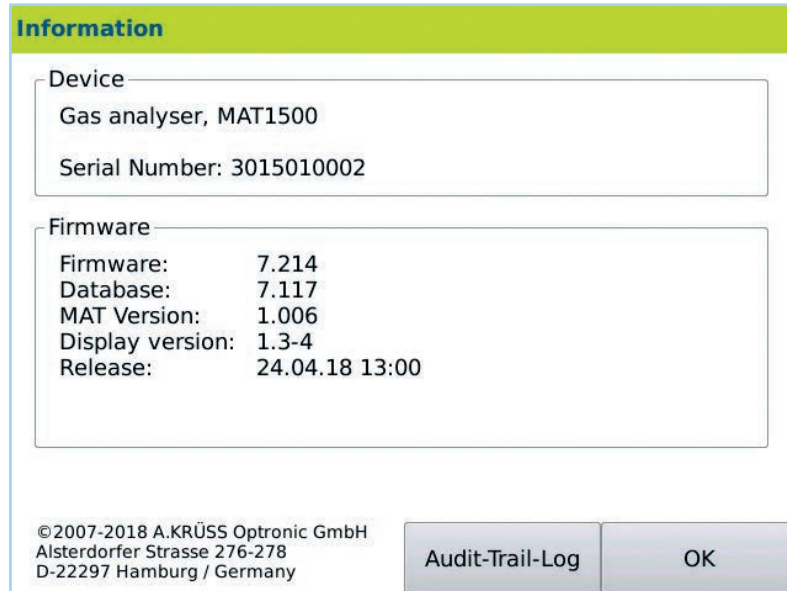 Information
Device
Gas analyser, MAT1500
Serial Number: 3015010002
Firmware
Firmware: 7.214
Database: 7.117
MAT Version: 1.006
Display version: 1.3-4
Release: 24.04.18 13:00
©2007-2018 A.KRÜSS Optronic GmbH
Alsterdorfer Strasse 276-278
D-22297 Hamburg / Germany
Audit-Trail-Log
OK